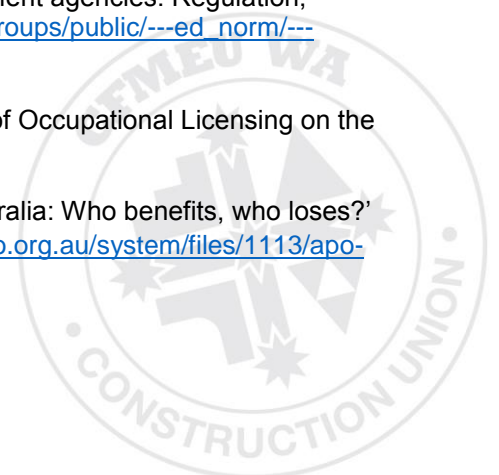 ent agencies: Regulation,
roups/public/---ed_norm/---
of Occupational Licensing on the
ralia: Who benefits, who loses?’
o.org.au/system/files/1113/apo-
CFMEU WA
• CONSTRUCTION UNION •